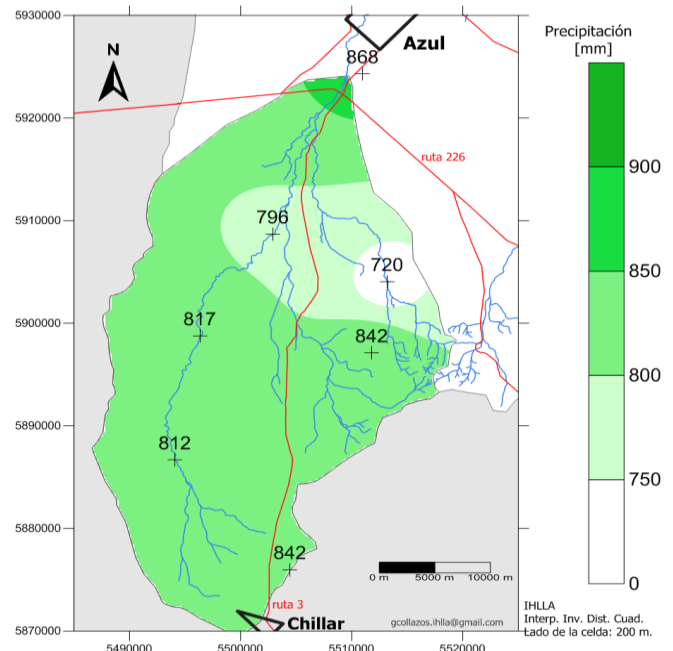 5930000
5920000
5910000
5900000
5890000
5880000
5870000
5490000
5500000
5510000
5520000
N
Azul
868
ruta 226
796
720
817
842
812
842
0 m 5000 m 10000 m
ruta 3
Chillar
gcollazos.ihlla@gmail.com
Precipitación
[mm]
900
850
800
750
0
IHLLA
Interp. Inv. Dist. Cuad.
Lado de la celda: 200 m.